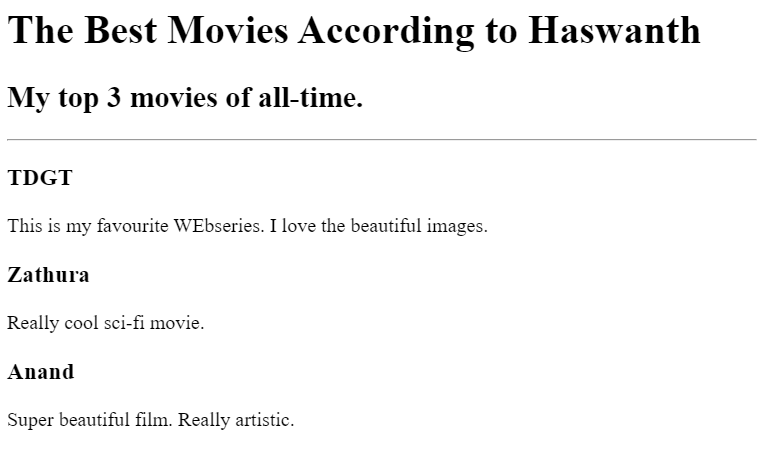 The Best Movies According to Haswanth
My top 3 movies of all-time.
TDGT
This is my favourite WEbseries. I love the beautiful images.
Zathura
Really cool sci-fi movie.
Anand
Super beautiful film. Really artistic.